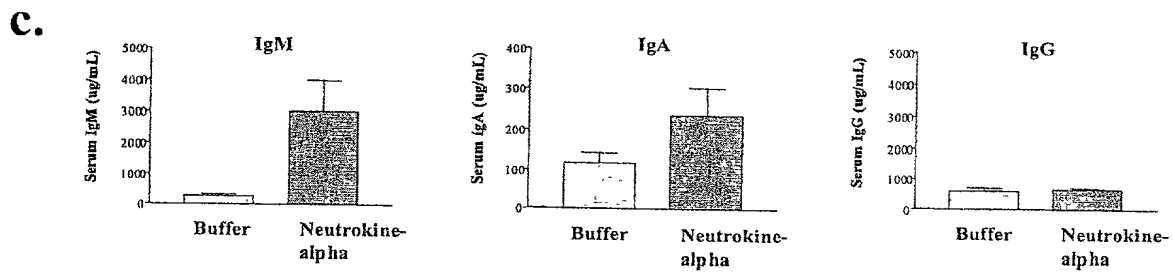 c.
IgM
Serum IgM (ug/mL)
5000
4000
3000
2000
1000
0
Buffer
Neutrokine-
alpha
IgA
Serum IgA (ug/mL)
400
300
200
100
0
Buffer
Neutrokine-
alpha
IgG
Serum IgG (ug/mL)
5000
4000
3000
2000
1000
0
Buffer
Neutrokine-
alpha